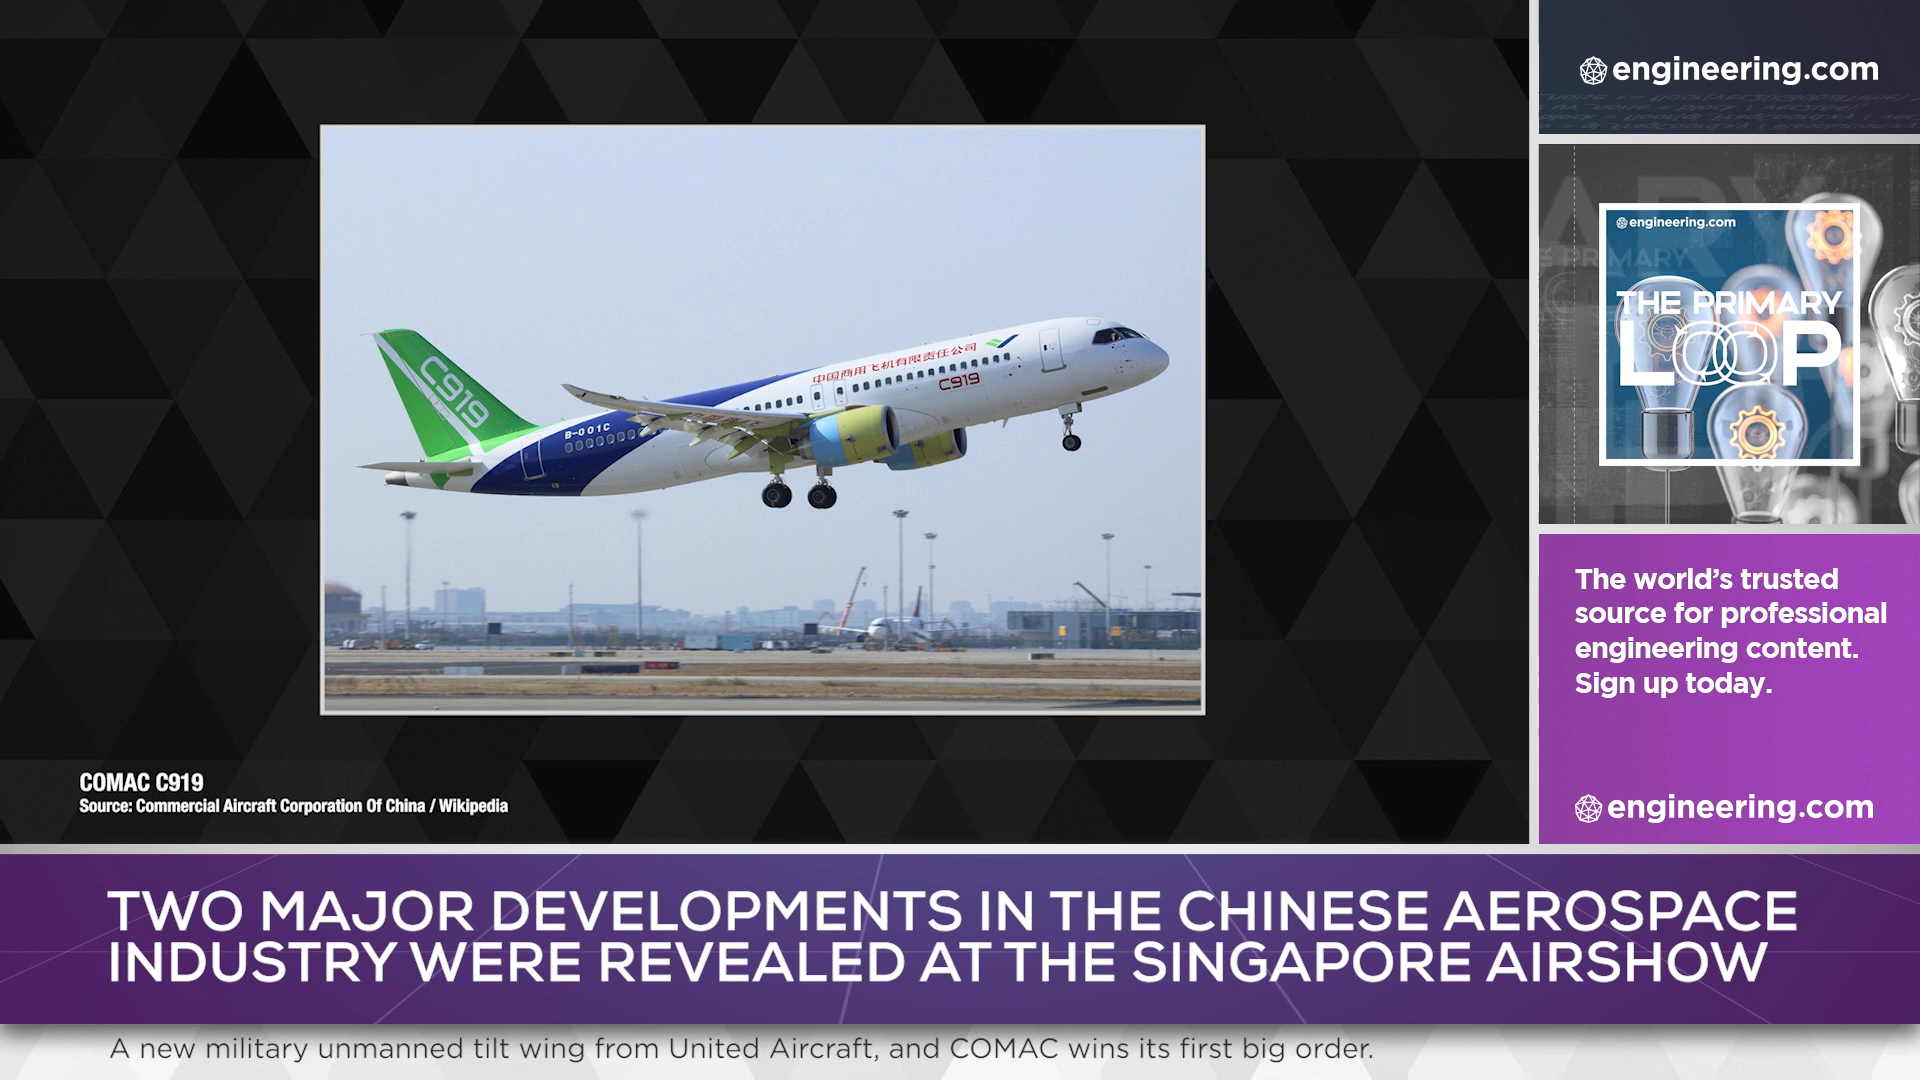 engineering.com
engineering.com
THE PRIMARY
LOOP
C919
B-001C
中国商用飞机有限责任公司
C919
The world's trusted
source for professional
engineering content.
Sign up today.
engineering.com
COMAC C919
Source: Commercial Aircraft Corporation Of China / Wikipedia
TWO MAJOR DEVELOPMENTS IN THE CHINESE AEROSPACE
INDUSTRY WERE REVEALED AT THE SINGAPORE AIRSHOW
A new military unmanned tilt wing from United Aircraft, and COMAC wins its first big order.